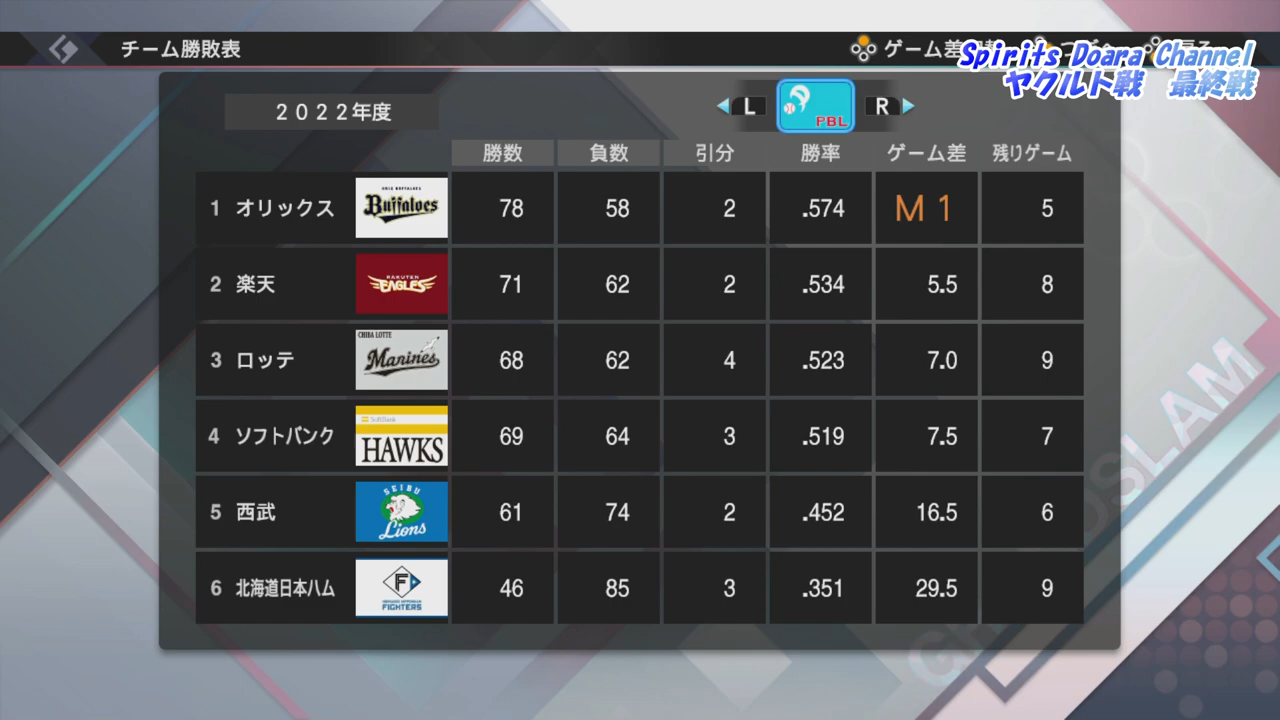 チーム勝敗表
ゲーム差
Spirits Doara Channel
ヤクルト戦 最終戦
2022年度
L
PBL
R
勝数 負数 引分 勝率 ゲーム差 残りゲーム
1 オリックス Buffaloes 78 58 2 .574 M1 5
2 楽天 RAKUTEN EAGLES 71 62 2 .534 5.5 8
3 ロッテ CHIBA LOTTE Marines 68 62 4 .523 7.0 9
4 ソフトバンク SoftBank HAWKS 69 64 3 .519 7.5 7
5 西武 SEIBU Lions 61 74 2 .452 16.5 6
6 北海道日本ハム F FIGHTERS 46 85 3 .351 29.5 9